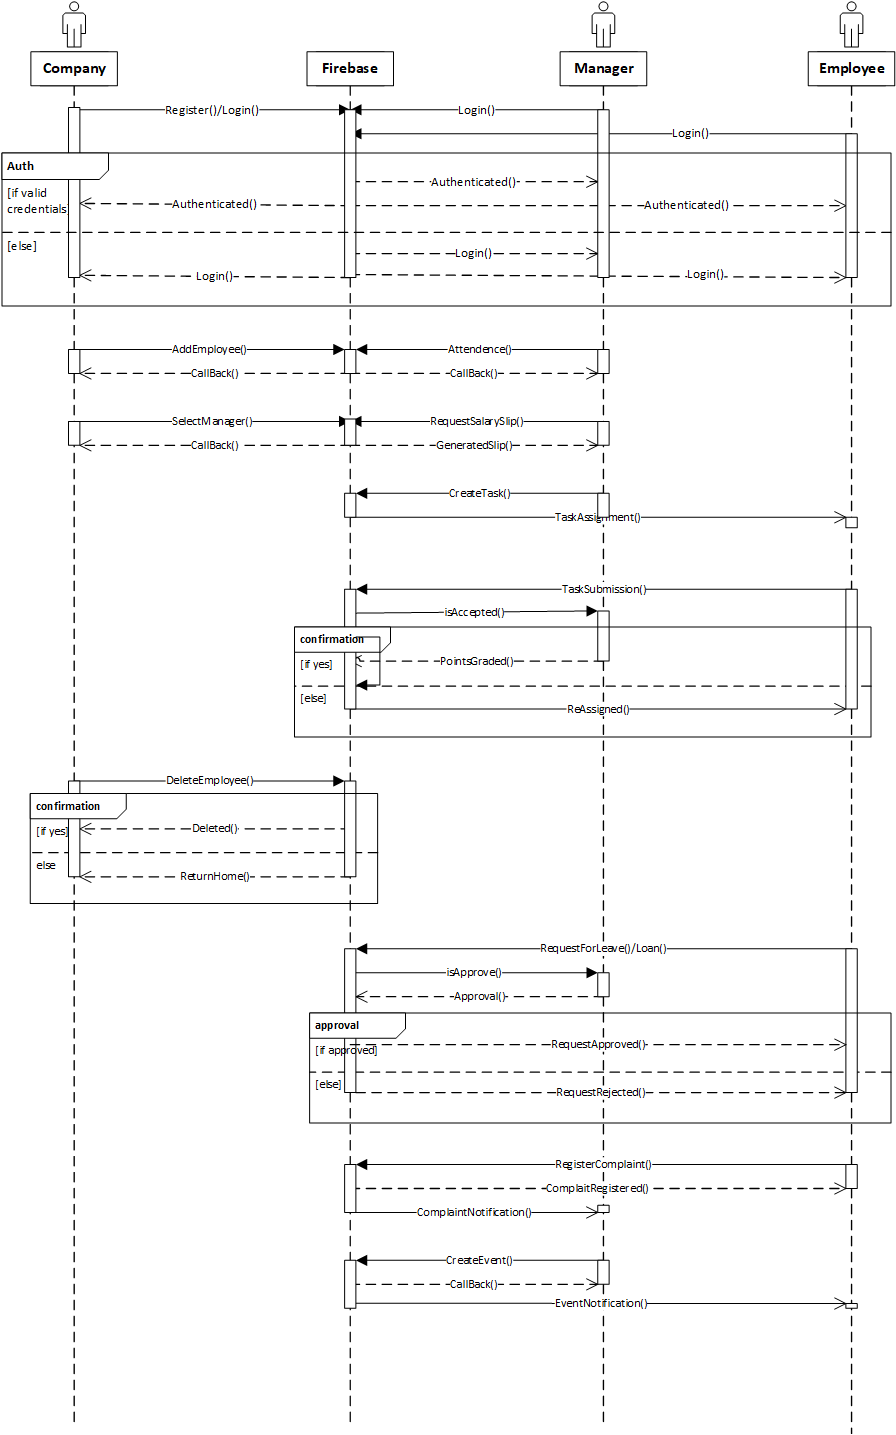 Company
Firebase
Manager
Employee
Register()/Login()
Login()
Login()
Auth
[if valid
credentials]
Authenticated()
Authenticated()
Authenticated()
[else]
Login()
Login()
Login()
AddEmployee()
Attendence()
CallBack()
CallBack()
SelectManager()
RequestSalarySlip()
CallBack()
GeneratedSlip()
CreateTask()
TaskAssignment()
TaskSubmission()
isAccepted()
confirmation
[if yes]
PointsGraded()
[else]
ReAssigned()
DeleteEmployee()
confirmation
[if yes]
Deleted()
else
ReturnHome()
RequestForLeave()/Loan()
isApprove()
Approval()
approval
[if approved]
RequestApproved()
[else]
RequestRejected()
RegisterComplaint()
ComplaitRegistered()
ComplaintNotification()
CreateEvent()
CallBack()
EventNotification()